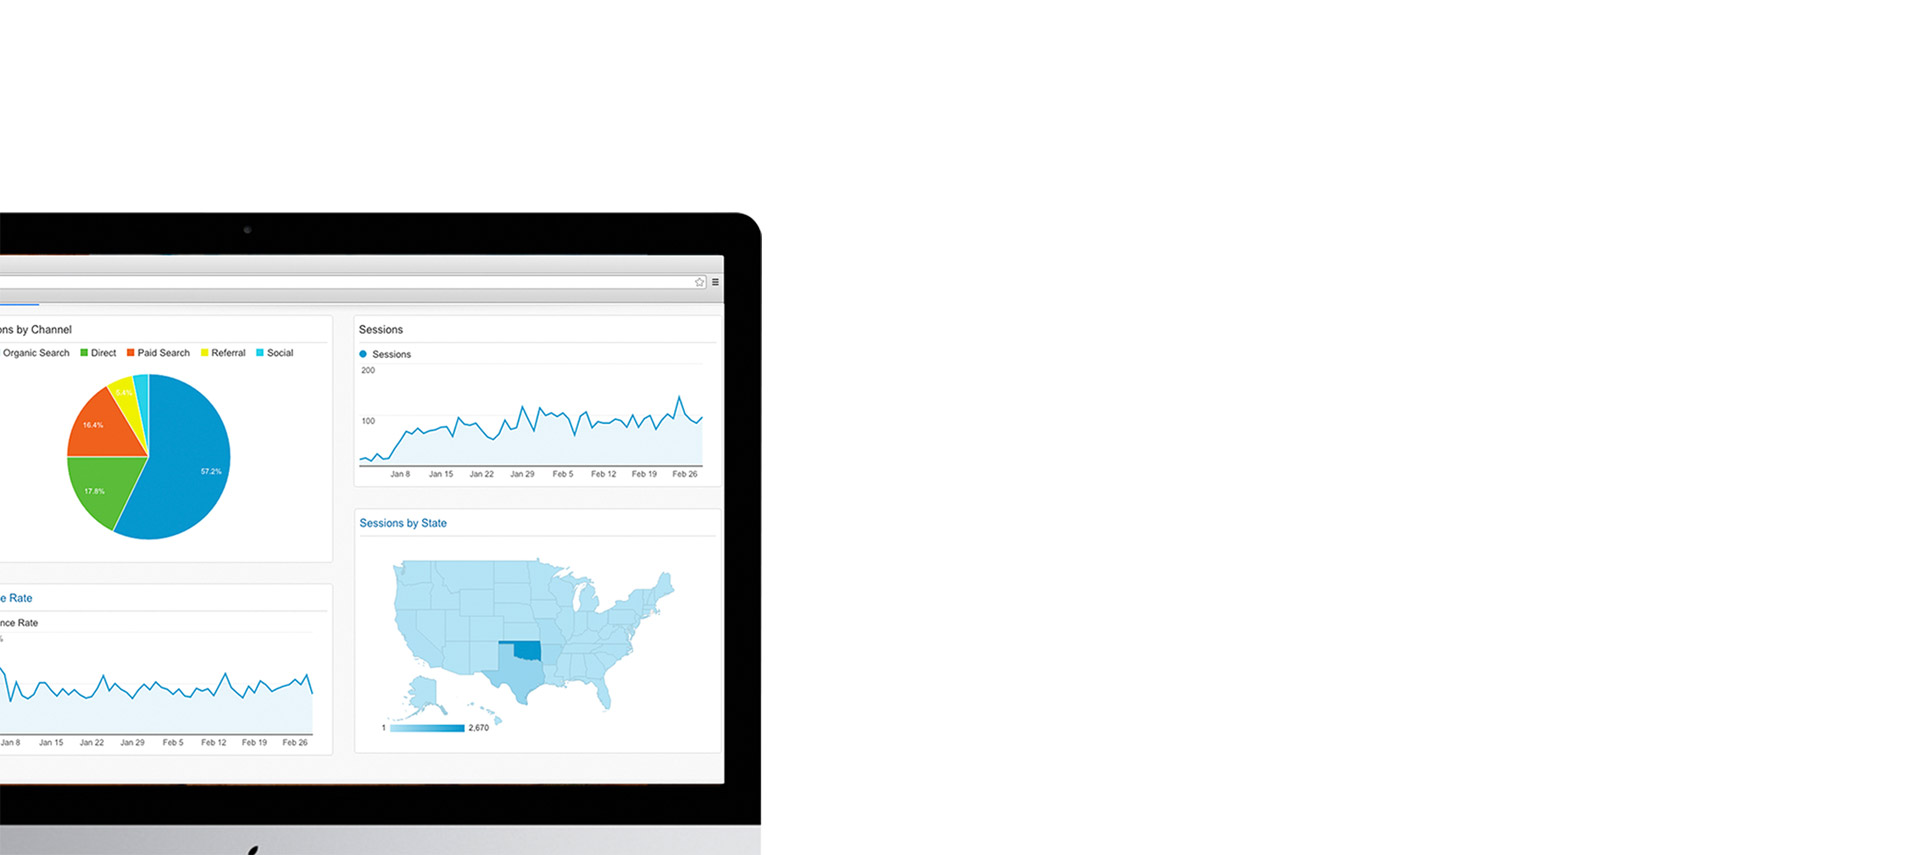 ons by Channel
Organic Search Direct Paid Search Referral Social
5.4%
16.4%
57.2%
17.8%
e Rate
nce Rate
%
Jan 8 Jan 15 Jan 22 Jan 29 Feb 5 Feb 12 Feb 19 Feb 26
Sessions
Sessions
200
100
Jan 8 Jan 15 Jan 22 Jan 29 Feb 5 Feb 12 Feb 19 Feb 26
Sessions by State
1 2,670